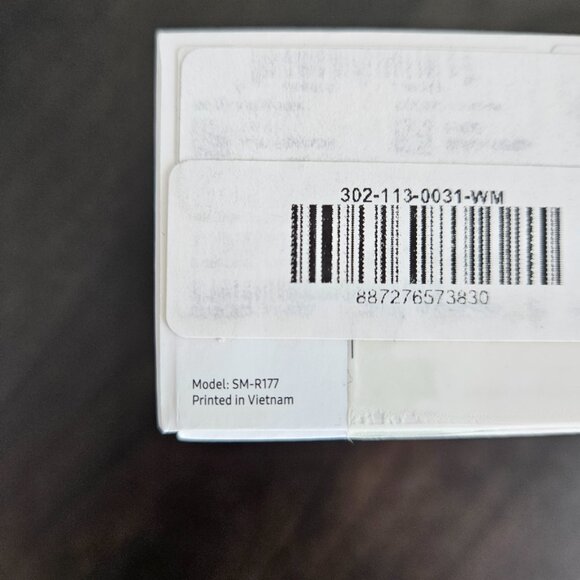 302-113-0031-WM
887276573830
Model: SM-R177
Printed in Vietnam